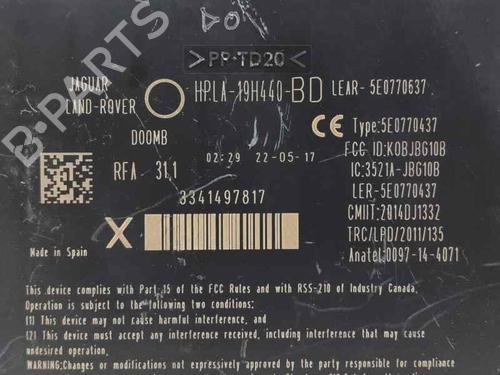 DO
>PP-TD20<
JAGUAR
LAND-ROVER
HPLA-19H440-BD
LEAR- 5E0770637
DOOMB
CE Type:5E0770437
FCC ID:KOBJBG10B
02:29 22-05-17
RFA - 311
IC:3521A-JBG10B
LER-5E0770437
3341497817
CMIIT:2014DJ1332
X
TRC/LPD/2011/135
Made in Spain
Anatel:0097-14-4071
This device complies with Part 15 of the FCC Rules and with RSS-210 of Industry Canada.
Operation is subject to the following two conditions:
(1) This device may not cause harmful interference, and
(2) This device must accept any interference received, including interference that may cause
undesired operation.
WARNING:Changes or modifications not expressively approved by the party responsible for compliance
B-PARTS